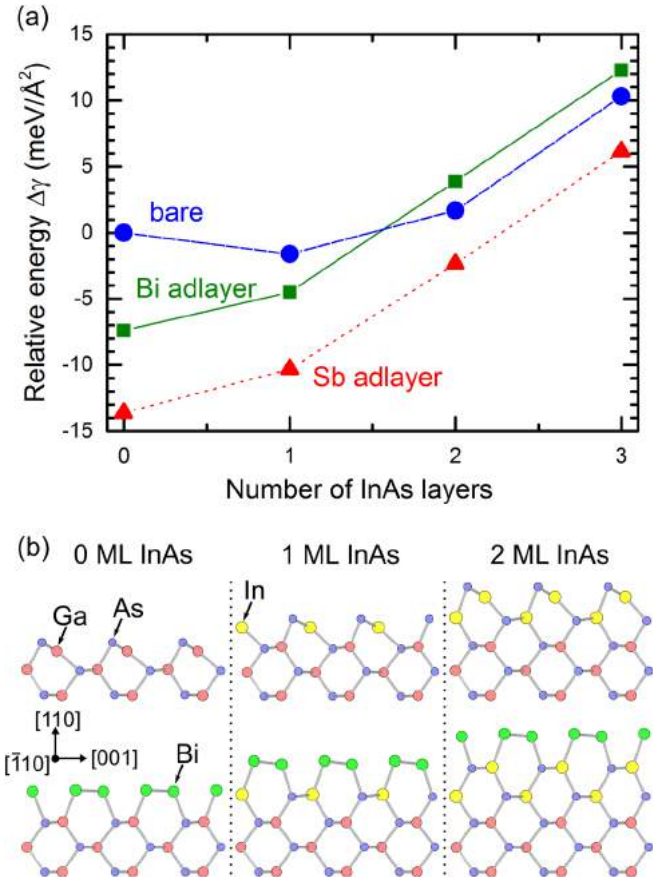 (a)
15
10
5
0
-5
-10
-15
Relative energy Δγ (meV/Å²)
bare
Bi adlayer
Sb adlayer
0 1 2 3
Number of InAs layers
(b) 0 ML InAs 1 ML InAs 2 ML InAs
In
Ga As
[110]
[1̄10] [001] Bi